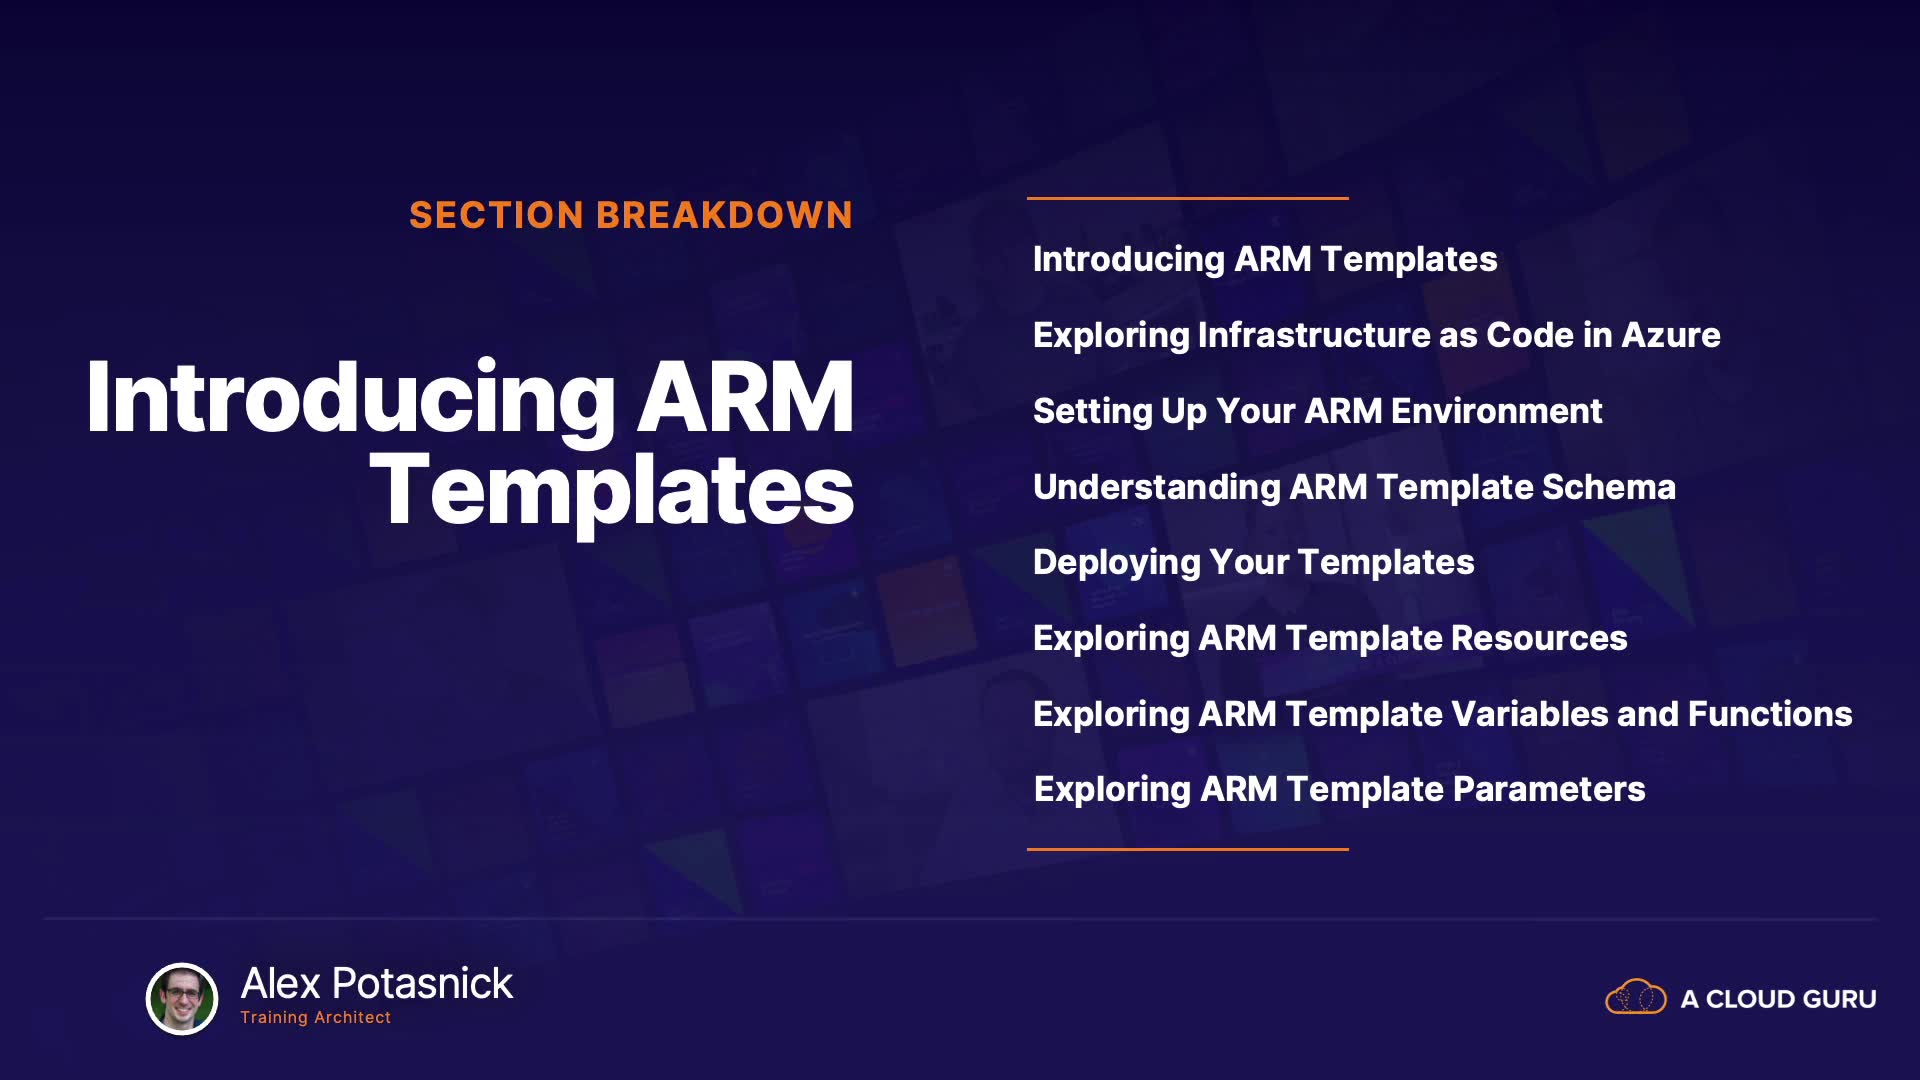 SECTION BREAKDOWN
Introducing ARM
Templates
Introducing ARM Templates
Exploring Infrastructure as Code in Azure
Setting Up Your ARM Environment
Understanding ARM Template Schema
Deploying Your Templates
Exploring ARM Template Resources
Exploring ARM Template Variables and Functions
Exploring ARM Template Parameters
Alex Potasnick
Training Architect
A CLOUD GURU